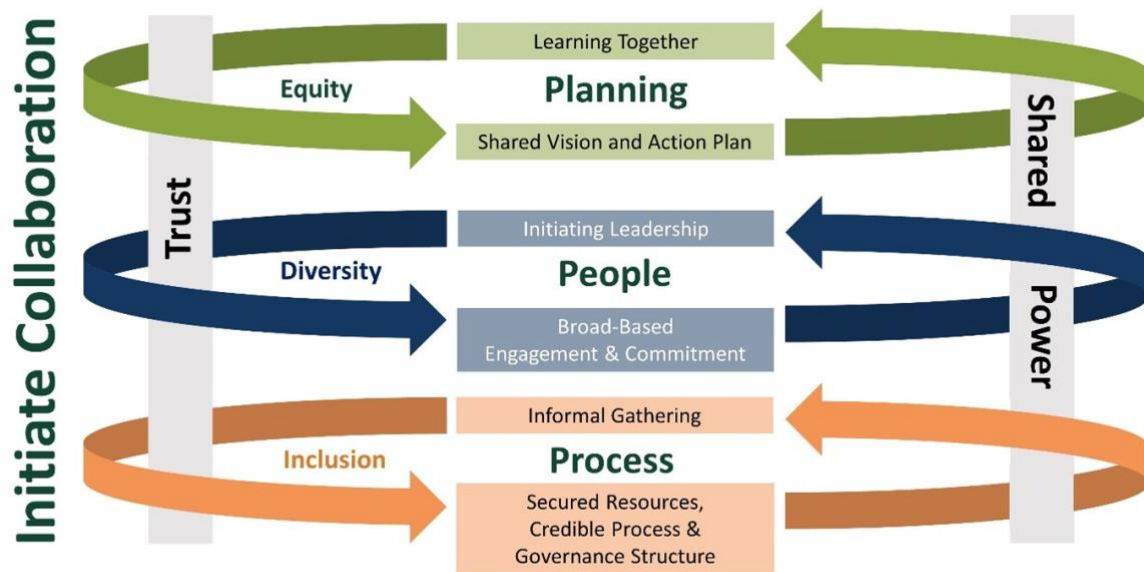 Initiate Collaboration
Trust
Learning Together
Equity
Planning
Shared Vision and Action Plan
Initiating Leadership
Diversity
People
Broad-Based
Engagement & Commitment
Informal Gathering
Inclusion
Process
Secured Resources,
Credible Process &
Governance Structure
Shared Power